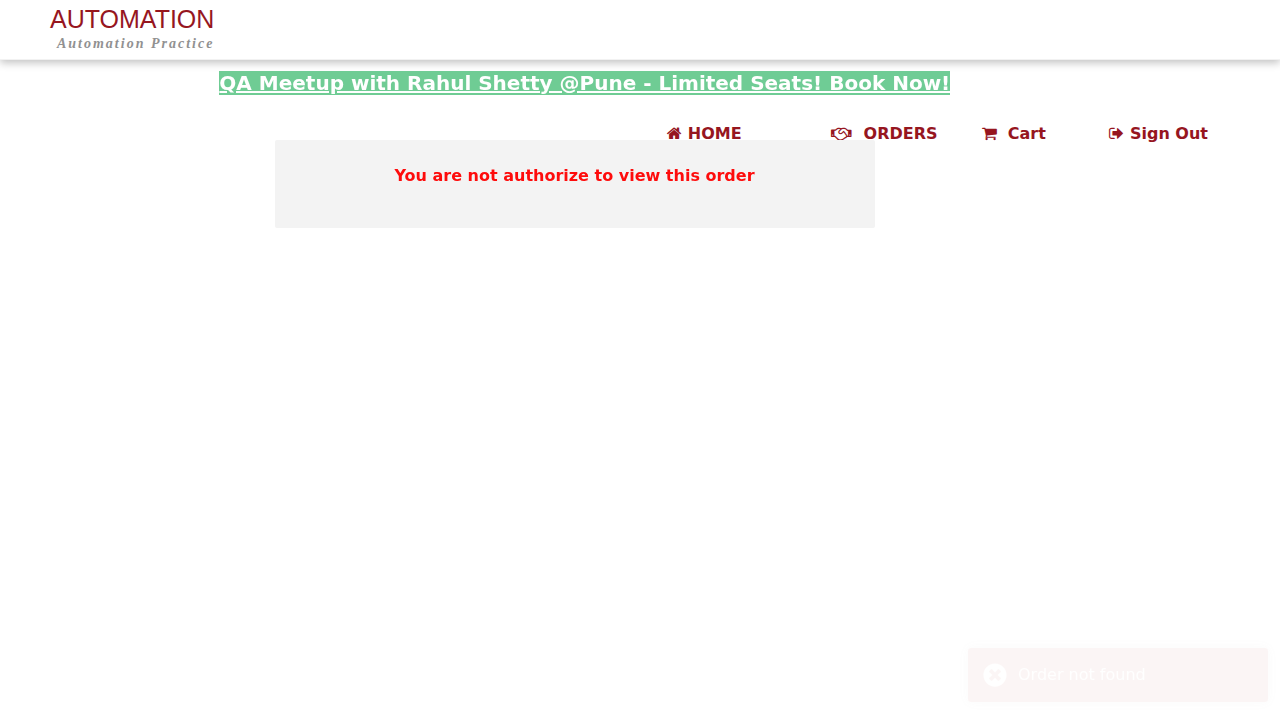 AUTOMATION
Automation Practice
QA Meetup with Rahul Shetty @Pune - Limited Seats! Book Now!
HOME
ORDERS
Cart
Sign Out
You are not authorize to view this order
Order not found